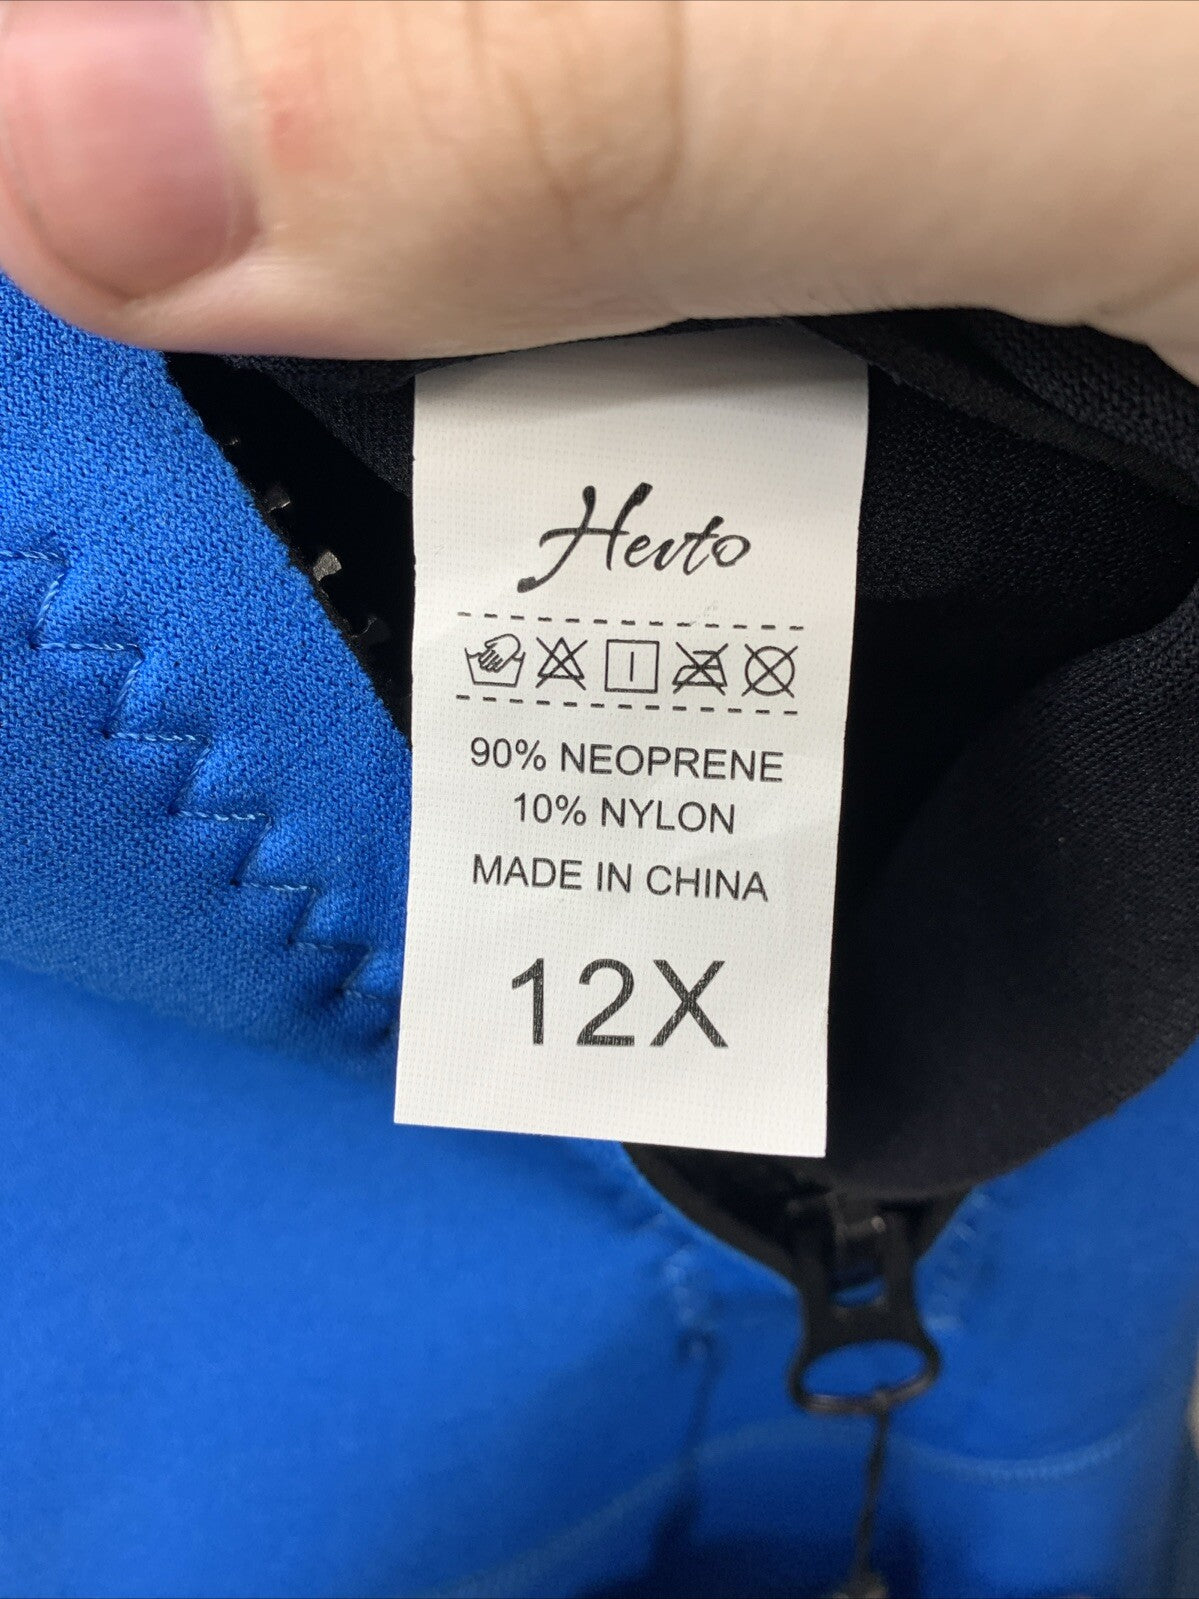 Hevto
90% NEOPRENE
10% NYLON
MADE IN CHINA
12X